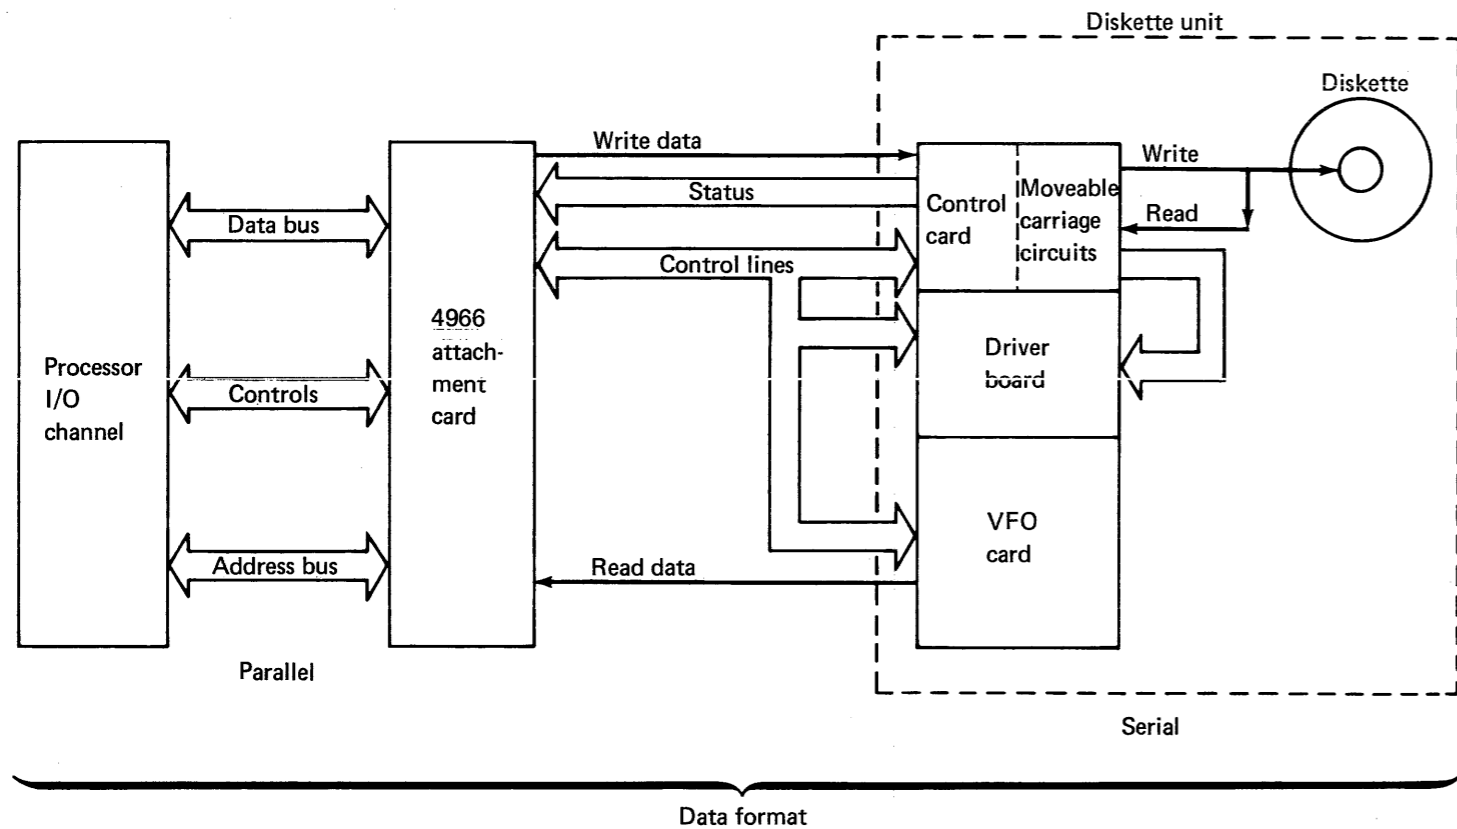 Diskette unit
Diskette
Write data
Write
Status
Control
card
Moveable
carriage
circuits
Read
Data bus
Control lines
4966
attach-
ment
card
Driver
board
Processor
I/O
channel
Controls
VFO
card
Address bus
Read data
Parallel
Serial
Data format